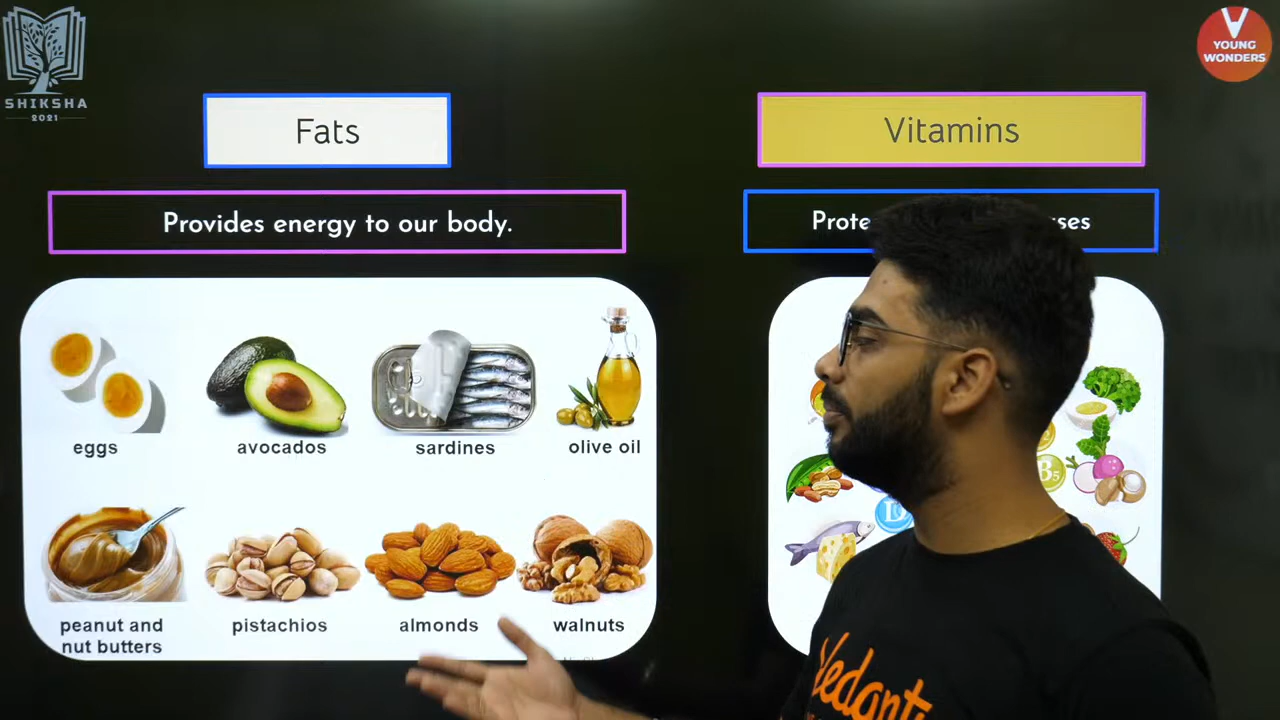 SHIKSHA
2021
YOUNG
WONDERS
Fats
Vitamins
Provides energy to our body.
eggs
avocados
sardines
olive oil
B5
peanut and
nut butters
pistachios
almonds
walnuts